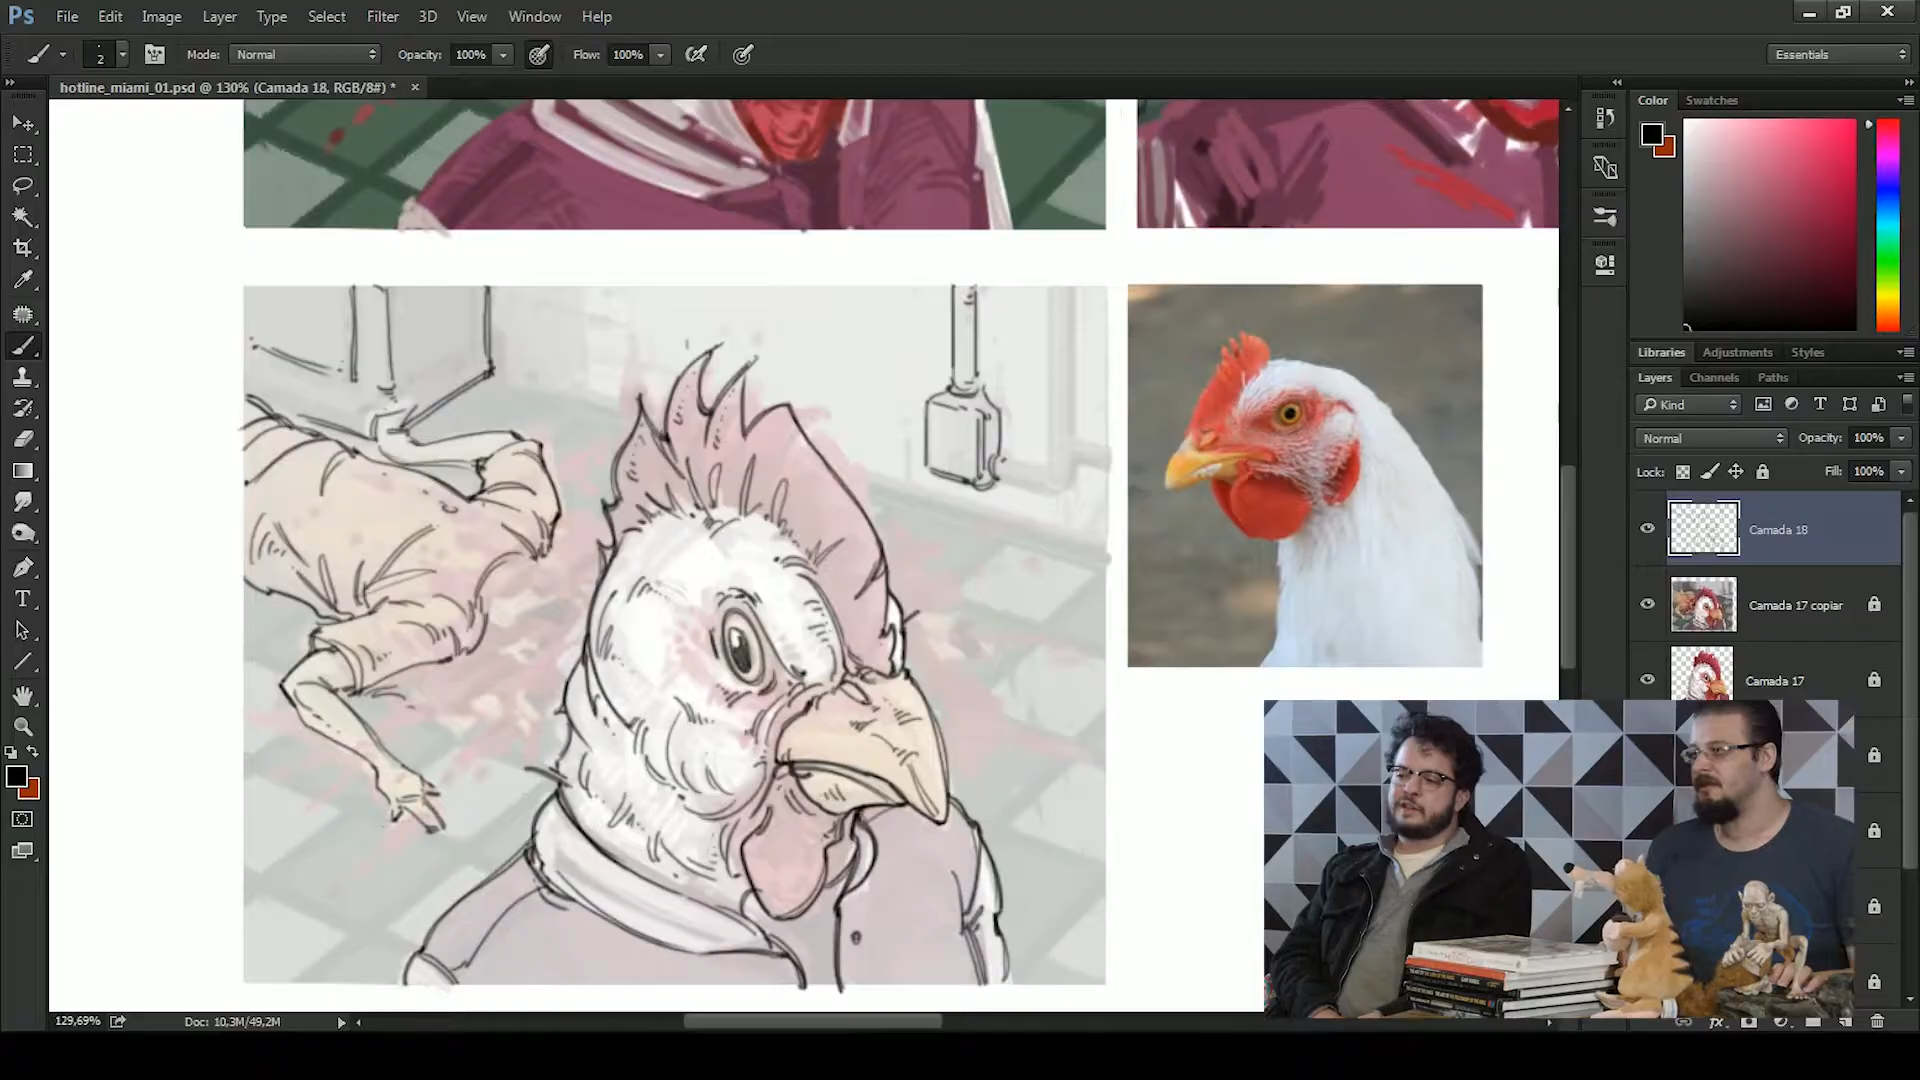 Ps File Edit Image Layer Type Select Filter 3D View Window Help
2 Mode: Normal Opacity: 100% Flow: 100% Essentials
hotline_miami_01.psd @ 130% (Camada 18, RGB/8#) *
Color Swatches
Libraries Adjustments Styles
Layers Channels Paths
Kind
Normal Opacity: 100%
Lock: Fill: 100%
Camada 18
Camada 17 copiar
Camada 17
129,69% Doc: 10,3M/49,2M